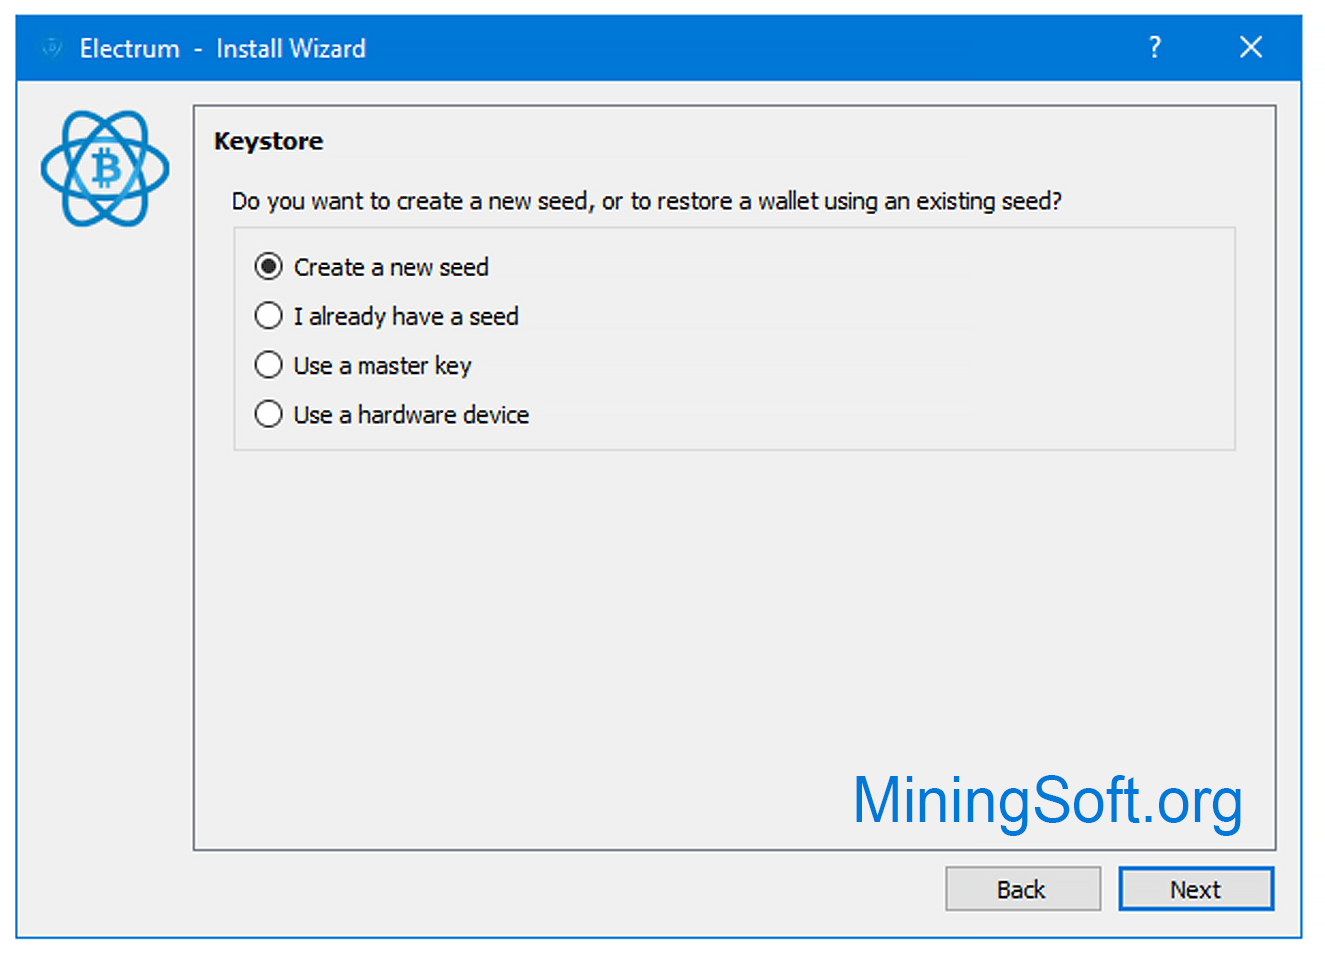 Electrum - Install Wizard
?
Keystore
Do you want to create a new seed, or to restore a wallet using an existing seed?
Create a new seed
I already have a seed
Use a master key
Use a hardware device
MiningSoft.org
Back
Next